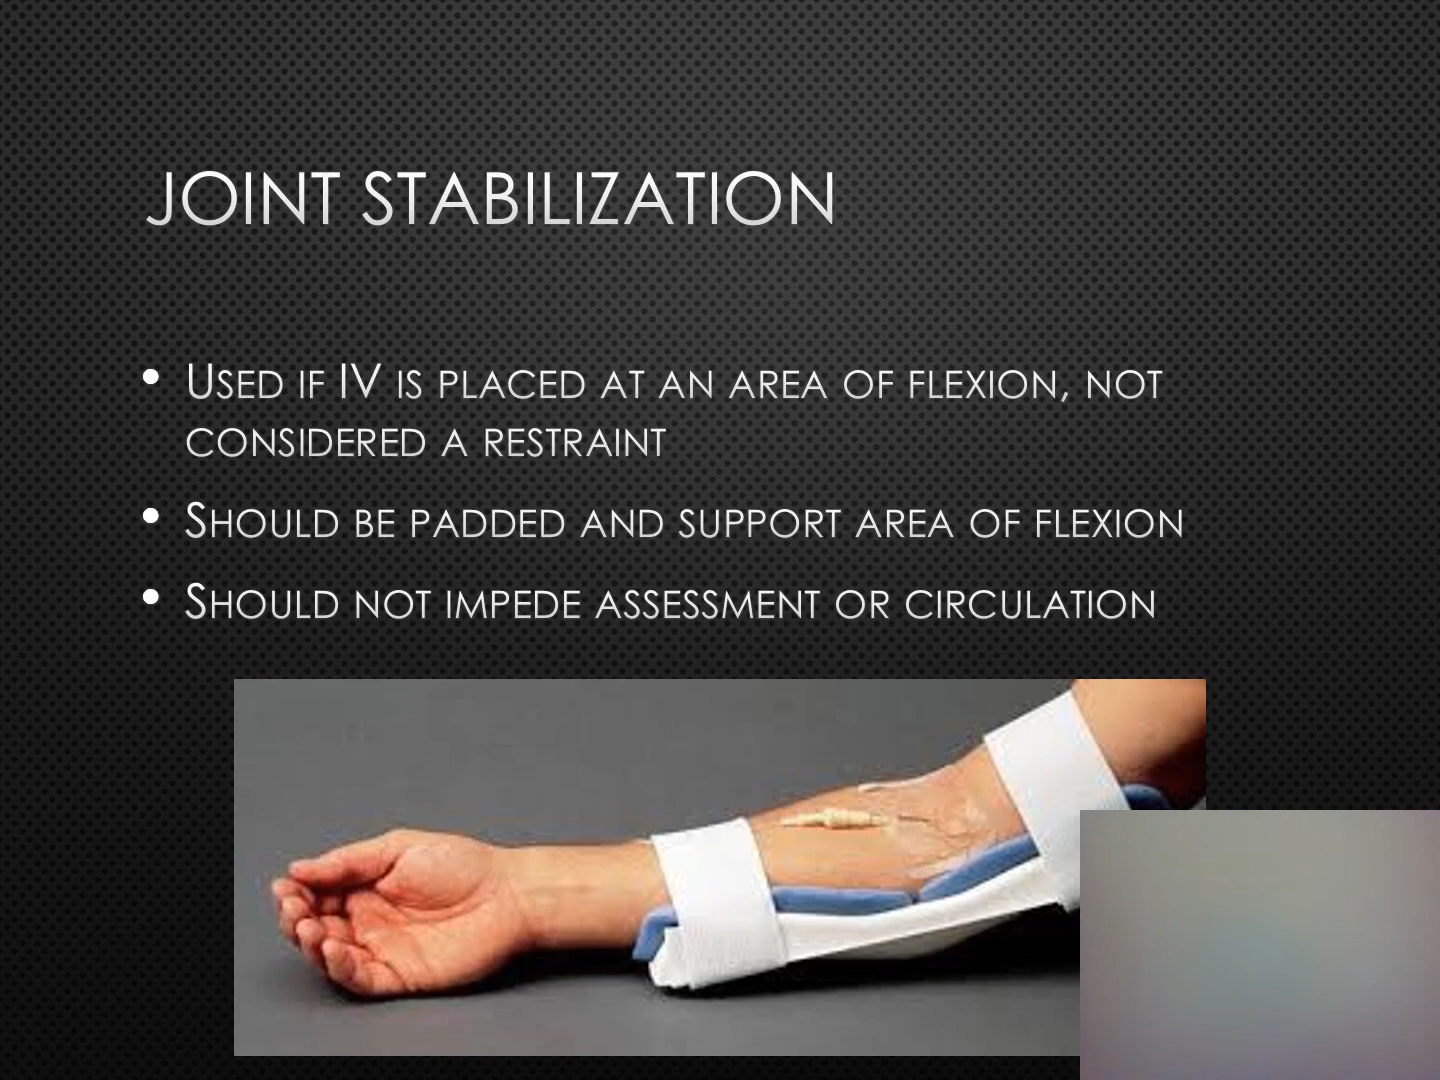 JOINT STABILIZATION
• USED IF IV IS PLACED AT AN AREA OF FLEXION, NOT
CONSIDERED A RESTRAINT
• SHOULD BE PADDED AND SUPPORT AREA OF FLEXION
• SHOULD NOT IMPEDE ASSESSMENT OR CIRCULATION